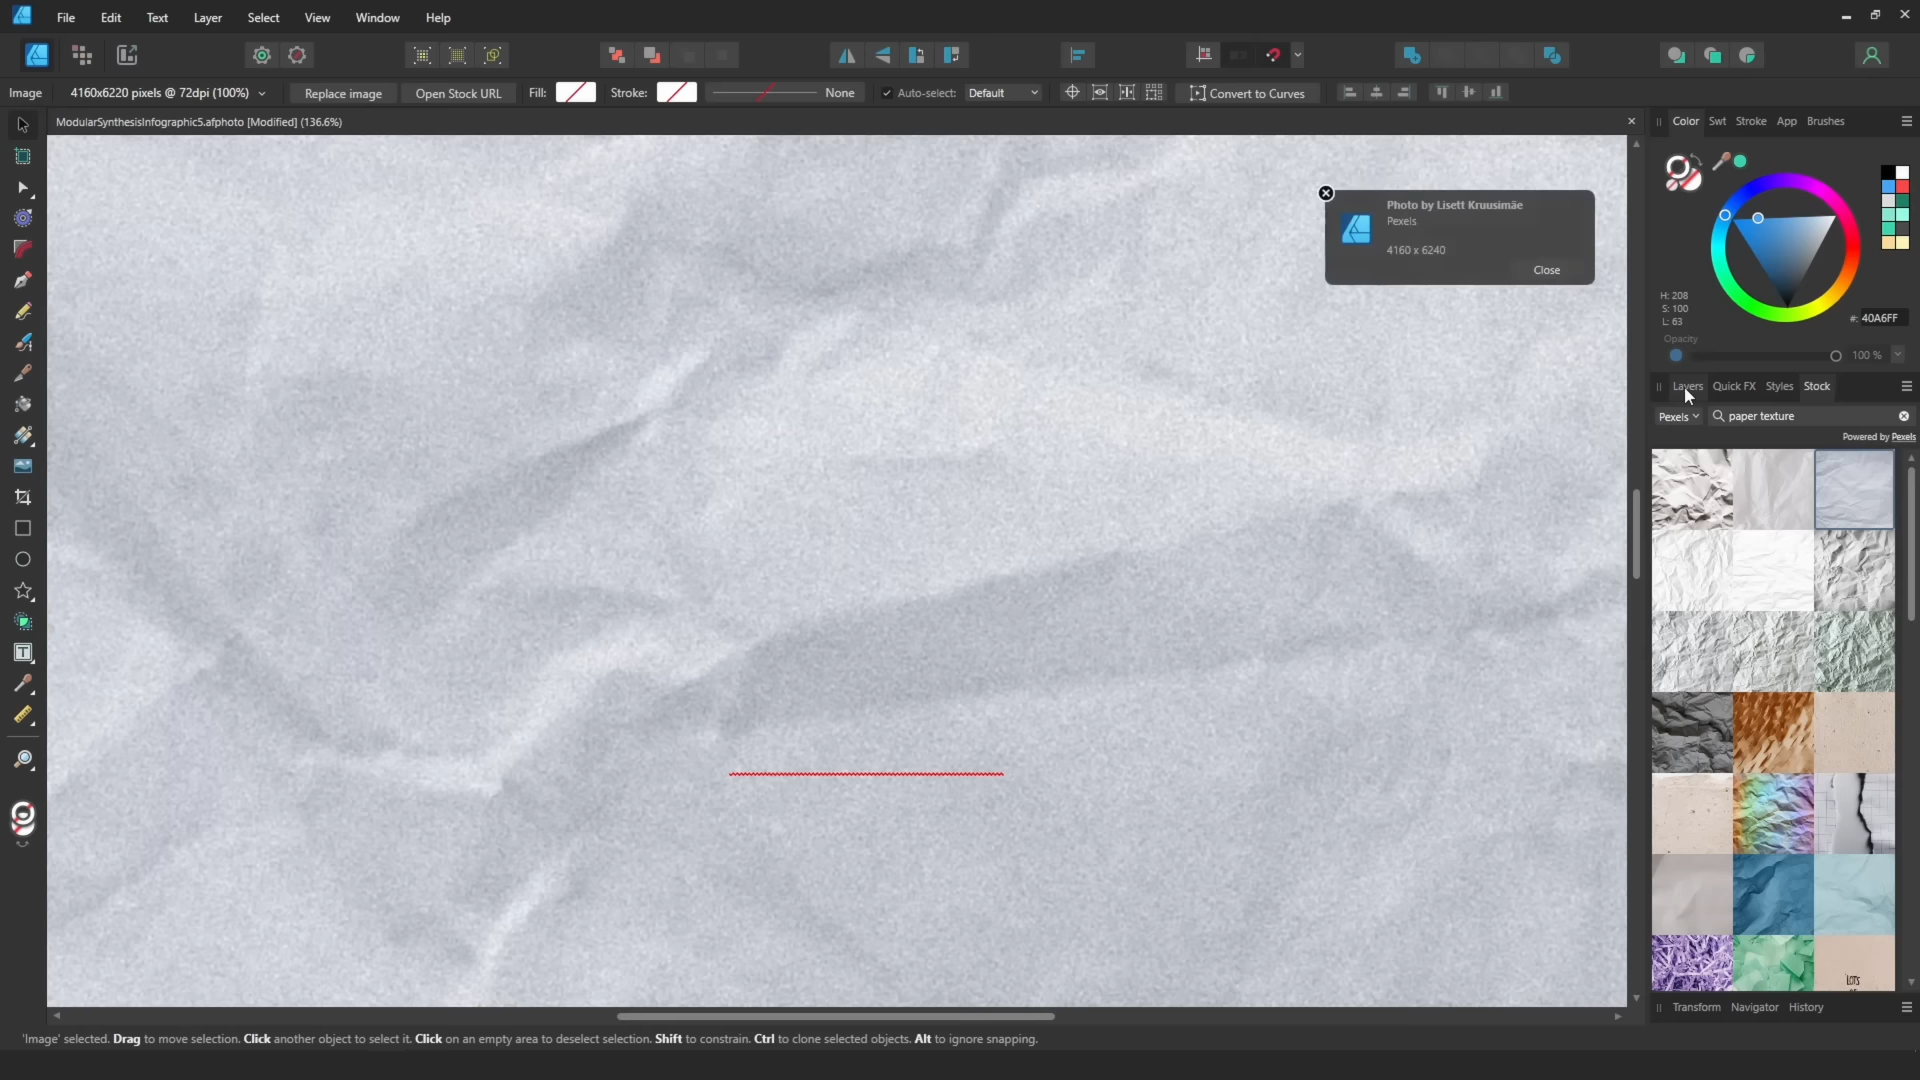 File Edit Text Layer Select View Window Help
Image 4160x6220 pixels @ 72dpi (100%) Replace image Open Stock URL Fill: Stroke: None Auto-select: Default Convert to Curves
ModularSynthesisInfographic5.afphoto [Modified] (136.6%)
Color Swt Stroke App Brushes
Photo by Lisett Kruusimäe
Pexels
4160 x 6240
Close
H: 208
S: 100
L: 63
#: 40A6FF
Opacity
100 %
Layers Quick FX Styles Stock
Pexels paper texture
Powered by Pexels
LOTS
OF
Transform Navigator History
'Image' selected. Drag to move selection. Click another object to select it. Click on an empty area to deselect selection. Shift to constrain. Ctrl to clone selected objects. Alt to ignore snapping.